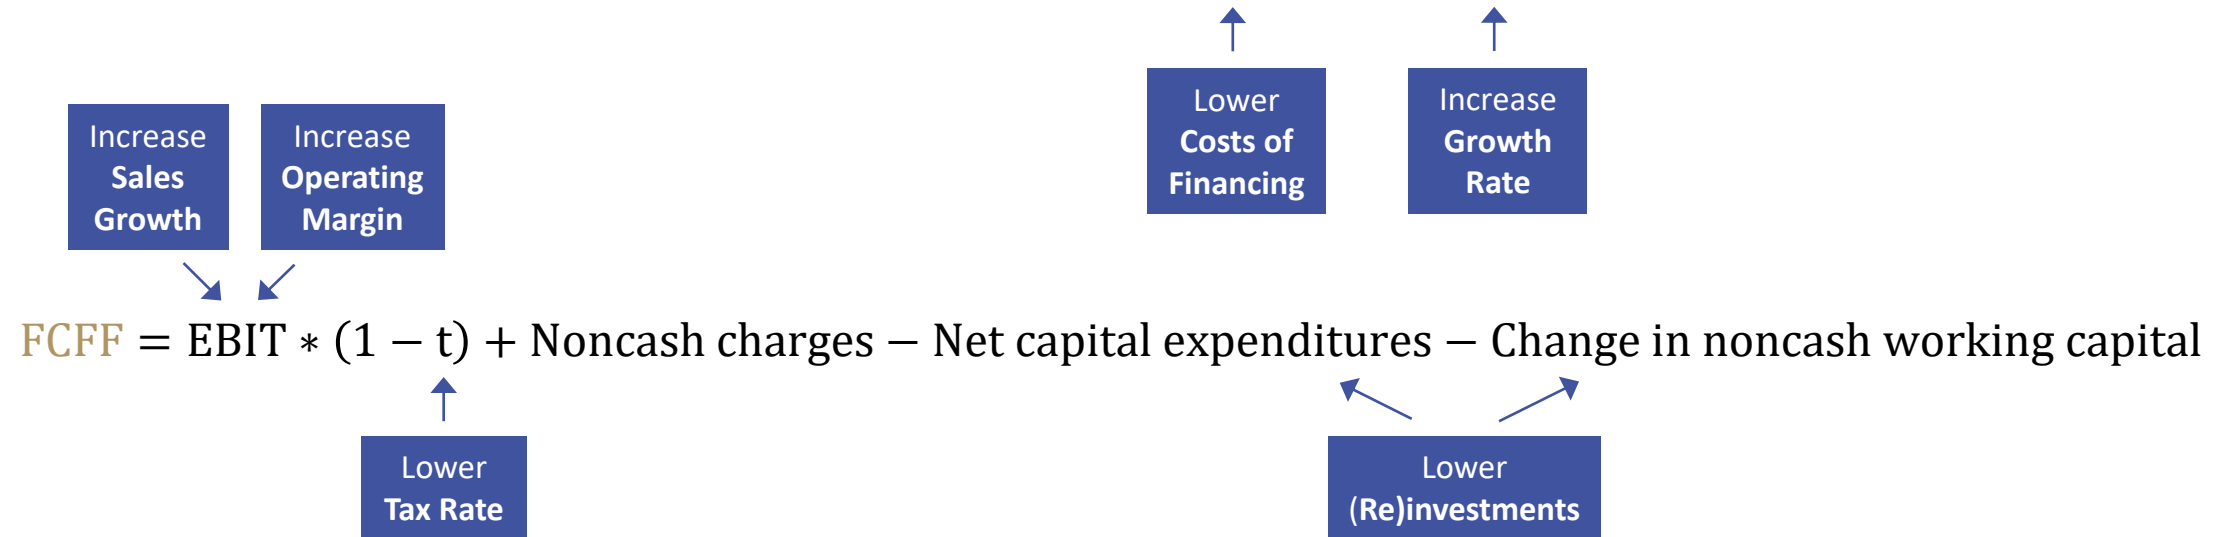 Lower
Costs of
Financing
Increase
Growth
Rate
Increase
Sales
Growth
Increase
Operating
Margin
FCFF = EBIT ∗ (1 − t) + Noncash charges − Net capital expenditures − Change in noncash working capital
Lower
Tax Rate
Lower
(Re)investments